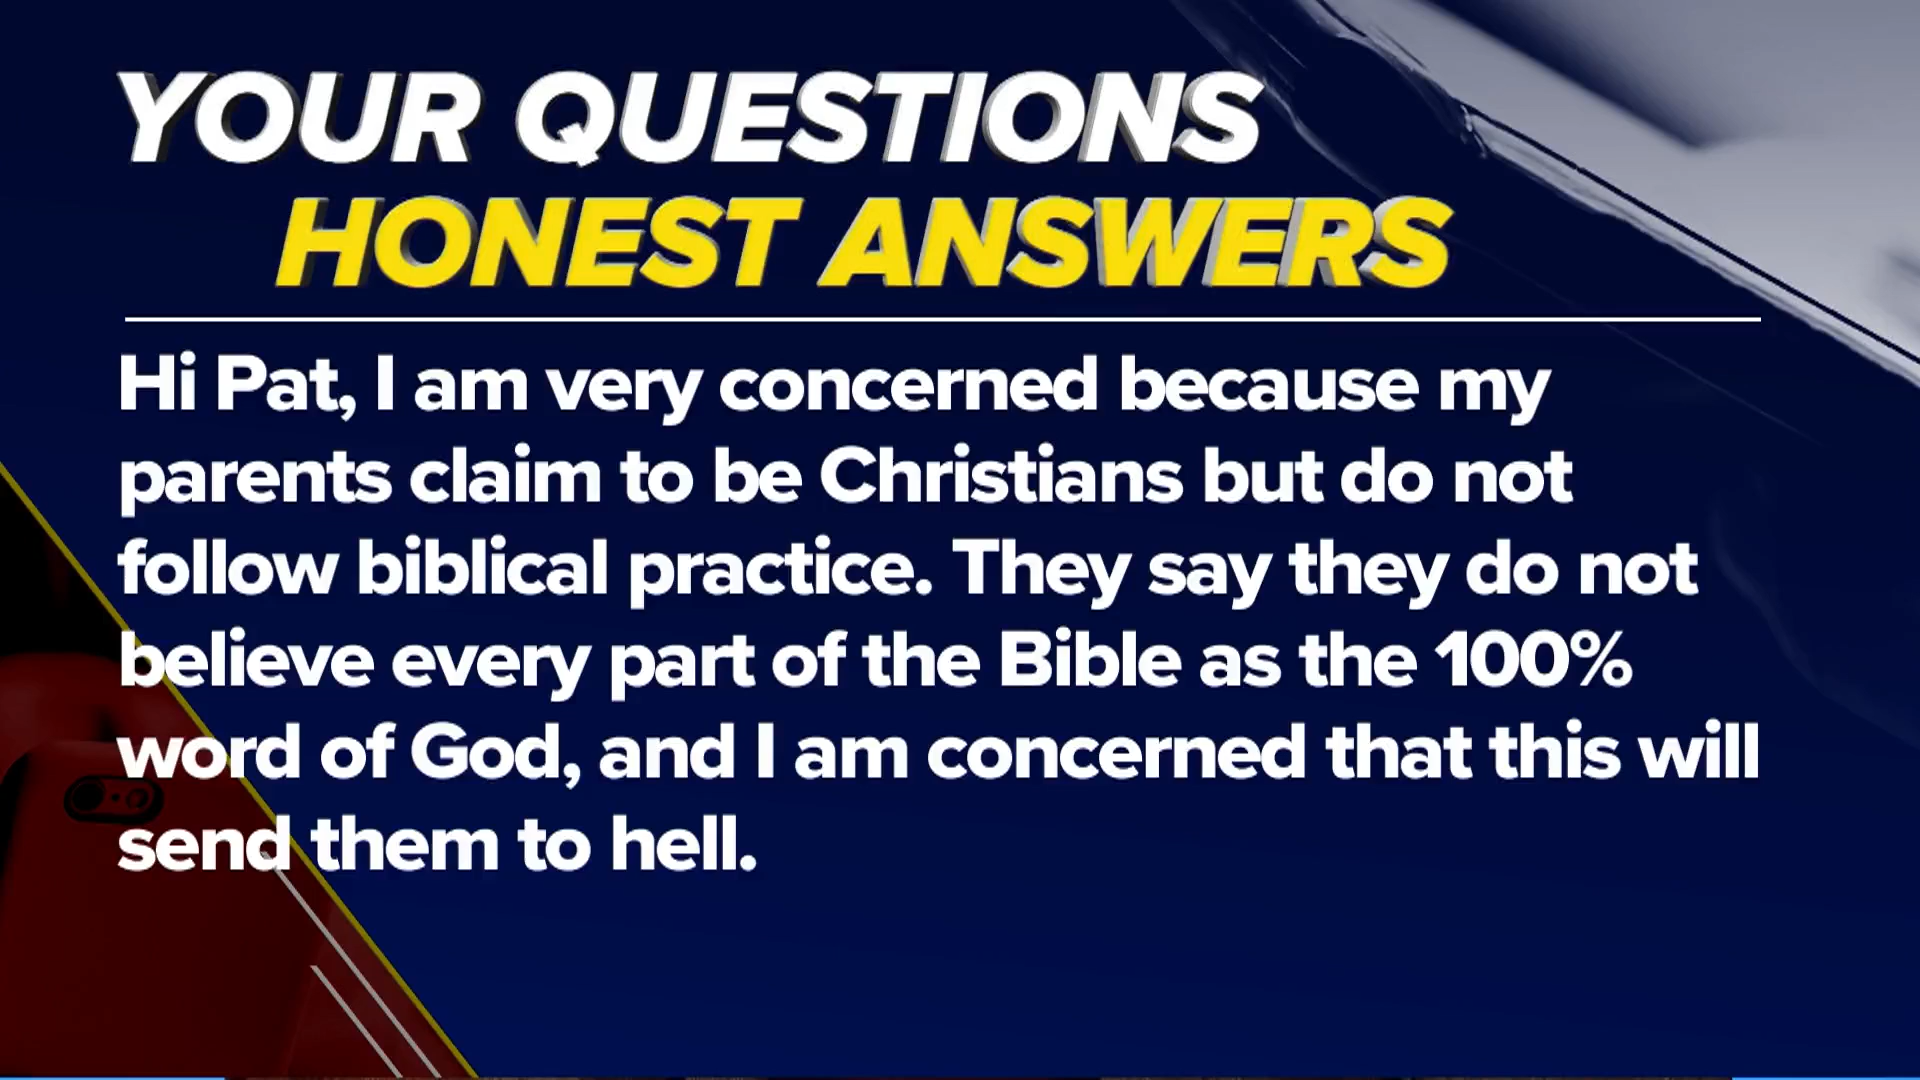 YOUR QUESTIONS
HONEST ANSWERS
Hi Pat, I am very concerned because my
parents claim to be Christians but do not
follow biblical practice. They say they do not
believe every part of the Bible as the 100%
word of God, and I am concerned that this will
send them to hell.